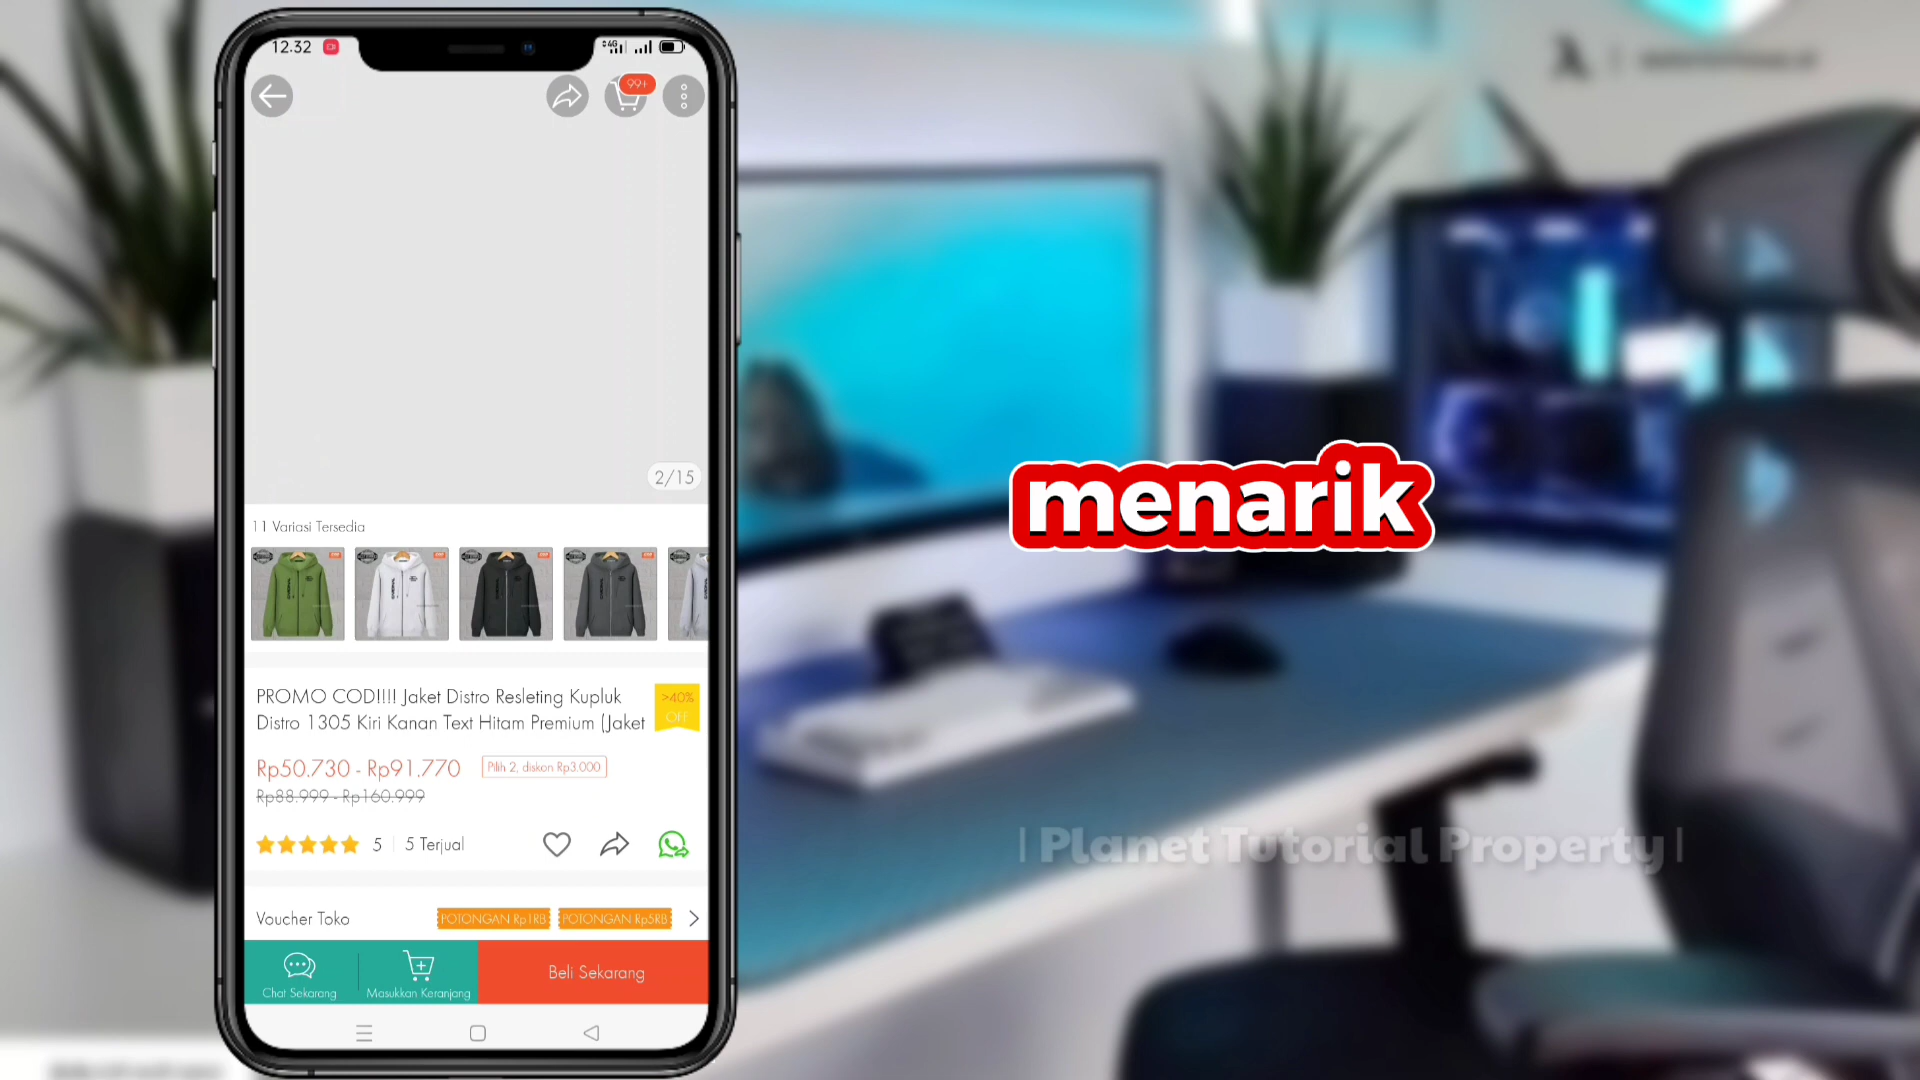 12.32
4G
99+
2/15
11 Variasi Tersedia
PROMO COD!!!! Jaket Distro Resleting Kupluk
Distro 1305 Kiri Kanan Text Hitam Premium (Jaket
>40%
OFF
Rp50.730 - Rp91.770
Pilih 2, diskon Rp3.000
Rp88.999 - Rp160.999
5
5 Terjual
Voucher Toko
POTONGAN Rp1RB
POTONGAN Rp5RB
Chat Sekarang
Masukkan Keranjang
Beli Sekarang
menarik
| Planet Tutorial Property |